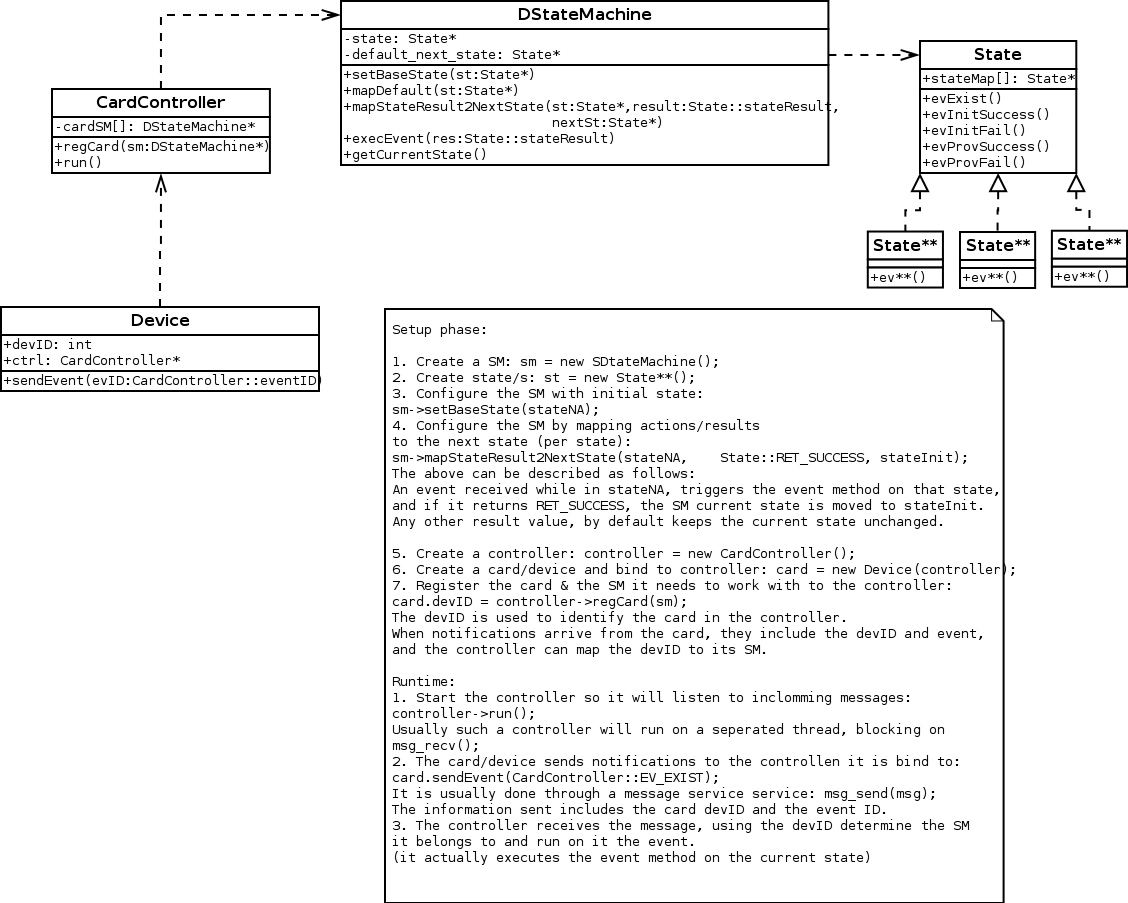 DStateMachine
-state: State*
-default_next_state: State*
+setBaseState(st:State*)
+mapDefault(st:State*)
+mapStateResult2NextState(st:State*,result:State::stateResult,
nextSt:State*)
+execEvent(res:State::stateResult)
+getCurrentState()
State
+stateMap[]: State*
+evExist()
+evInitSuccess()
+evInitFail()
+evProvSuccess()
+evProvFail()
CardController
-cardSM[]: DStateMachine*
+regCard(sm:DStateMachine*)
+run()
State**
+ev**()
State**
+ev**()
State**
+ev**()
Device
+devID: int
+ctrl: CardController*
+sendEvent(evID:CardController::eventID)
Setup phase:
1. Create a SM: sm = new SDtateMachine();
2. Create state/s: st = new State**();
3. Configure the SM with initial state:
sm->setBaseState(stateNA);
4. Configure the SM by mapping actions/results
to the next state (per state):
sm->mapStateResult2NextState(stateNA,    State::RET_SUCCESS, stateInit);
The above can be described as follows:
An event received while in stateNA, triggers the event method on that state,
and if it returns RET_SUCCESS, the SM current state is moved to stateInit.
Any other result value, by default keeps the current state unchanged.
5. Create a controller: controller = new CardController();
6. Create a card/device and bind to controller: card = new Device(controller);
7. Register the card & the SM it needs to work with to the controller:
card.devID = controller->regCard(sm);
The devID is used to identify the card in the controller.
When notifications arrive from the card, they include the devID and event,
and the controller can map the devID to its SM.
Runtime:
1. Start the controller so it will listen to inclomming messages:
controller->run();
Usually such a controller will run on a seperated thread, blocking on
msg_recv();
2. The card/device sends notifications to the controllen it is bind to:
card.sendEvent(CardController::EV_EXIST);
It is usually done through a message service service: msg_send(msg);
The information sent includes the card devID and the event ID.
3. The controller receives the message, using the devID determine the SM
it belongs to and run on it the event.
(it actually executes the event method on the current state)